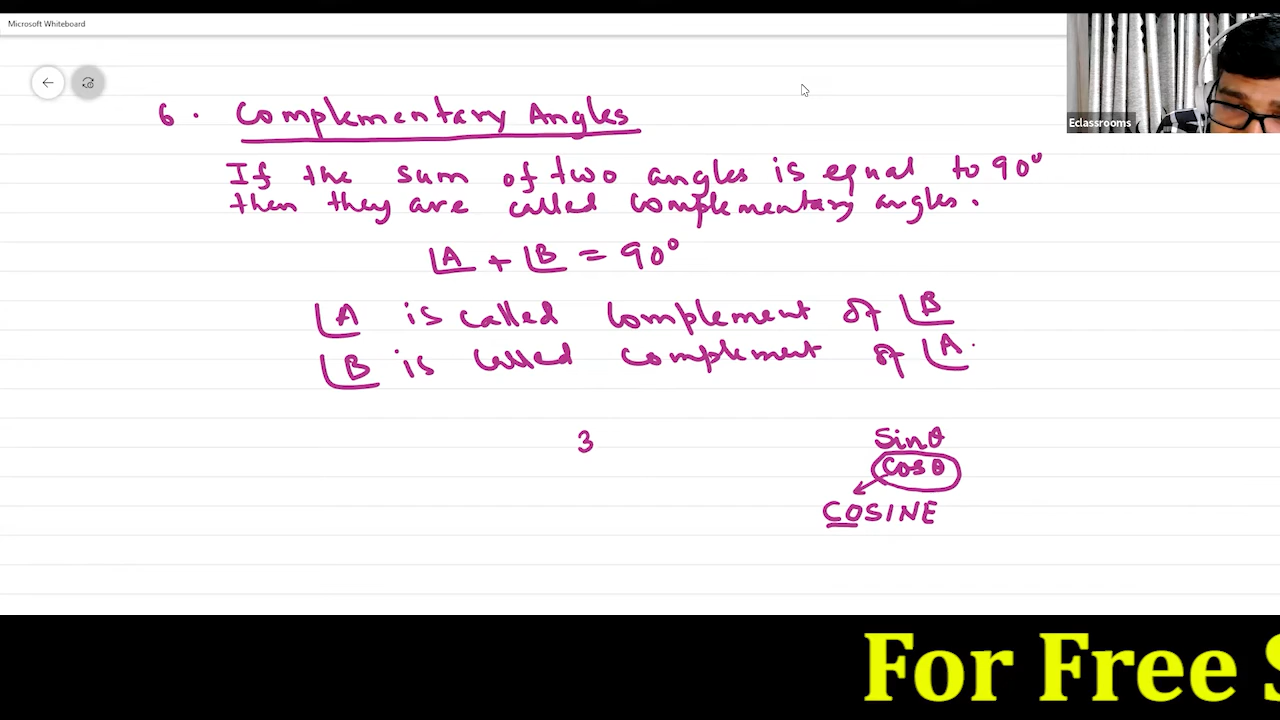 Microsoft Whiteboard
Eclassrooms
6. Complementary Angles
If the sum of two angles is equal to 90°
then they are called complementary angles.
∠A + ∠B = 90°
∠A is called complement of ∠B
∠B is called complement of ∠A.
3
Sinθ
cosθ
COSINE
For Free S